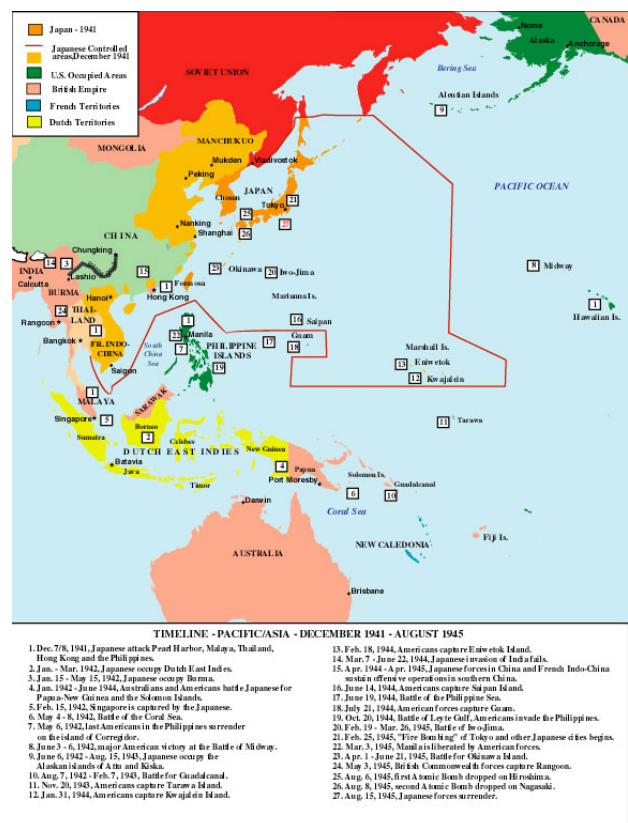 Nome
CANADA
Alaska
Anchorage
Japan - 1941
Japanese Controlled
areas,December 1941
U.S. Occupied Areas
British Empire
French Territories
Dutch Territories
SOVIET UNION
Bering Sea
Aleutian Islands
9
MONGOLIA
MANCHUKUO
Mukden
Vladivostok
Peking
JAPAN
Chosen
Tokyo
21
25
27
26
PACIFIC OCEAN
Nanking
Shanghai
CHINA
Chungking
14
3
15
INDIA
Lashio
Calcutta
BURMA
1
Formosa
Hong Kong
23
Okinawa
20
Iwo-Jima
8
Midway
Marianna Is.
1
Hawaiian Is.
Hanoi
24
THAI-
LAND
Rangoon
1
Bangkok
FR. INDO-
CHINA
Saigon
South
China
Sea
1
22
Manila
7
PHILIPPINE
ISLANDS
19
16
Saipan
17
Guam
18
Marshall Is.
13
Eniwetok
12
Kwajalein
1
MALAYA
Singapore
5
SARAWAK
11
Tarawa
Sumatra
Borneo
2
Celebes
DUTCH EAST INDIES
Batavia
Java
Timor
New Guinea
4
Papua
Port Moresby
Solomon Is.
6
10
Guadalcanal
Darwin
Coral Sea
NEW CALEDONIA
Fiji Is.
AUSTRALIA
Brisbane
TIMELINE - PACIFIC/ASIA - DECEMBER 1941 - AUGUST 1945
1. Dec. 7/8, 1941, Japanese attack Pearl Harbor, Malaya, Thailand,
Hong Kong and the Philippines.
2. Jan. - Mar. 1942, Japanese occupy Dutch East Indies.
3. Jan. 15 - May 15, 1942, Japanese occupy Burma.
4. Jan. 1942 - June 1944, Australians and Americans battle Japanese for
Papua-New Guinea and the Solomon Islands.
5. Feb. 15, 1942, Singapore is captured by the Japanese.
6. May 4 - 8, 1942, Battle of the Coral Sea.
7. May 6, 1942, last Americans in the Philippines surrender
on the island of Corregidor.
8. June 3 - 6, 1942, major American victory at the Battle of Midway.
9. June 6, 1942 - Aug. 15, 1943, Japanese occupy the
Alaskan islands of Attu and Kiska.
10. Aug. 7, 1942 - Feb. 7, 1943, Battle for Guadalcanal.
11. Nov. 20, 1943, Americans capture Tarawa Island.
12. Jan. 31, 1944, Americans capture Kwajalein Island.
13. Feb. 18, 1944, Americans capture Eniwetok Island.
14. Mar. 7 - June 22, 1944, Japanese invasion of India fails.
15. Apr. 1944 - Apr. 1945, Japanese forces in China and French Indo-China
sustain offensive operations in southern China.
16. June 14, 1944, Americans capture Saipan Island.
17. June 19, 1944, Battle of the Philippine Sea.
18. July 21, 1944, American forces capture Guam.
19. Oct. 20, 1944, Battle of Leyte Gulf, Americans invade the Philippines.
20. Feb. 19 - Mar. 26, 1945, Battle of Iwo-Jima.
21. Feb. 25, 1945, "Fire Bombing" of Tokyo and other Japanese cities begins.
22. Mar. 3, 1945, Manila is liberated by American forces.
23. Apr. 1 - June 21, 1945, Battle for Okinawa Island.
24. May 3, 1945, British Commonwealth forces capture Rangoon.
25. Aug. 6, 1945, first Atomic Bomb dropped on Hiroshima.
26. Aug. 8, 1945, second Atomic Bomb dropped on Nagasaki.
27. Aug. 15, 1945, Japanese forces surrender.